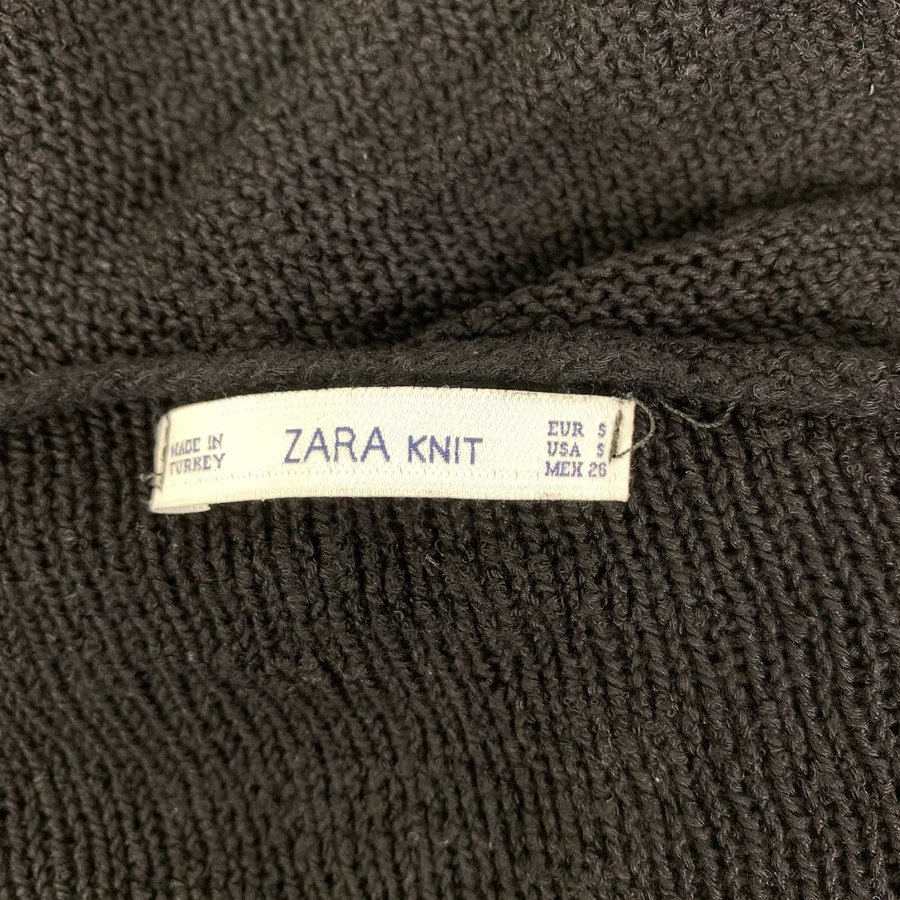 MADE IN
TURKEY
ZARA KNIT
EUR S
USA S
MEX 26